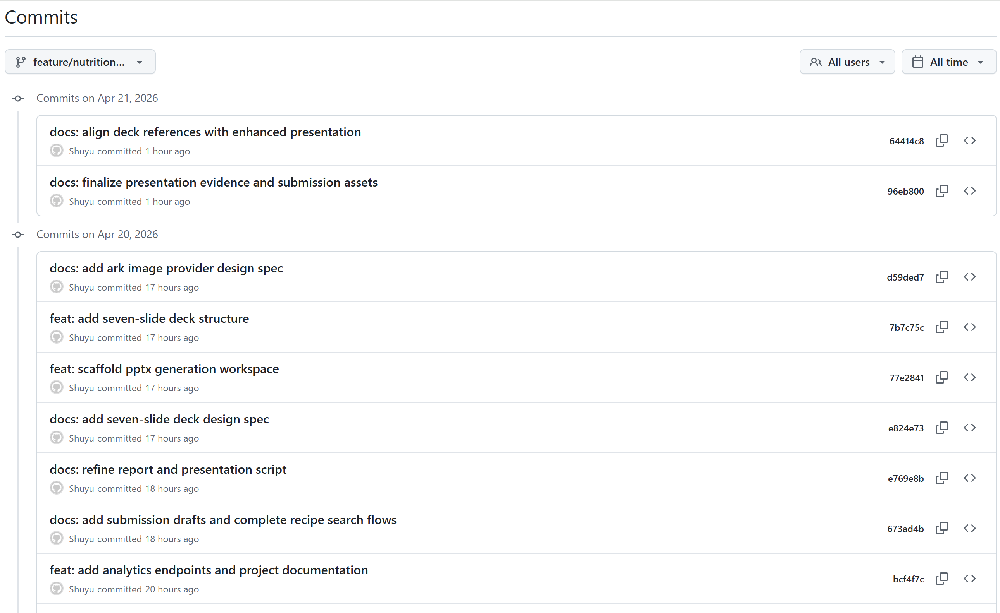 Commits
feature/nutrition...
All users
All time
Commits on Apr 21, 2026
docs: align deck references with enhanced presentation
64414c8
Shuyu committed 1 hour ago
docs: finalize presentation evidence and submission assets
96eb800
Shuyu committed 1 hour ago
Commits on Apr 20, 2026
docs: add ark image provider design spec
d59ded7
Shuyu committed 17 hours ago
feat: add seven-slide deck structure
7b7c75c
Shuyu committed 17 hours ago
feat: scaffold pptx generation workspace
77e2841
Shuyu committed 17 hours ago
docs: add seven-slide deck design spec
e824e73
Shuyu committed 17 hours ago
docs: refine report and presentation script
e769e8b
Shuyu committed 18 hours ago
docs: add submission drafts and complete recipe search flows
673ad4b
Shuyu committed 18 hours ago
feat: add analytics endpoints and project documentation
bcf4f7c
Shuyu committed 20 hours ago